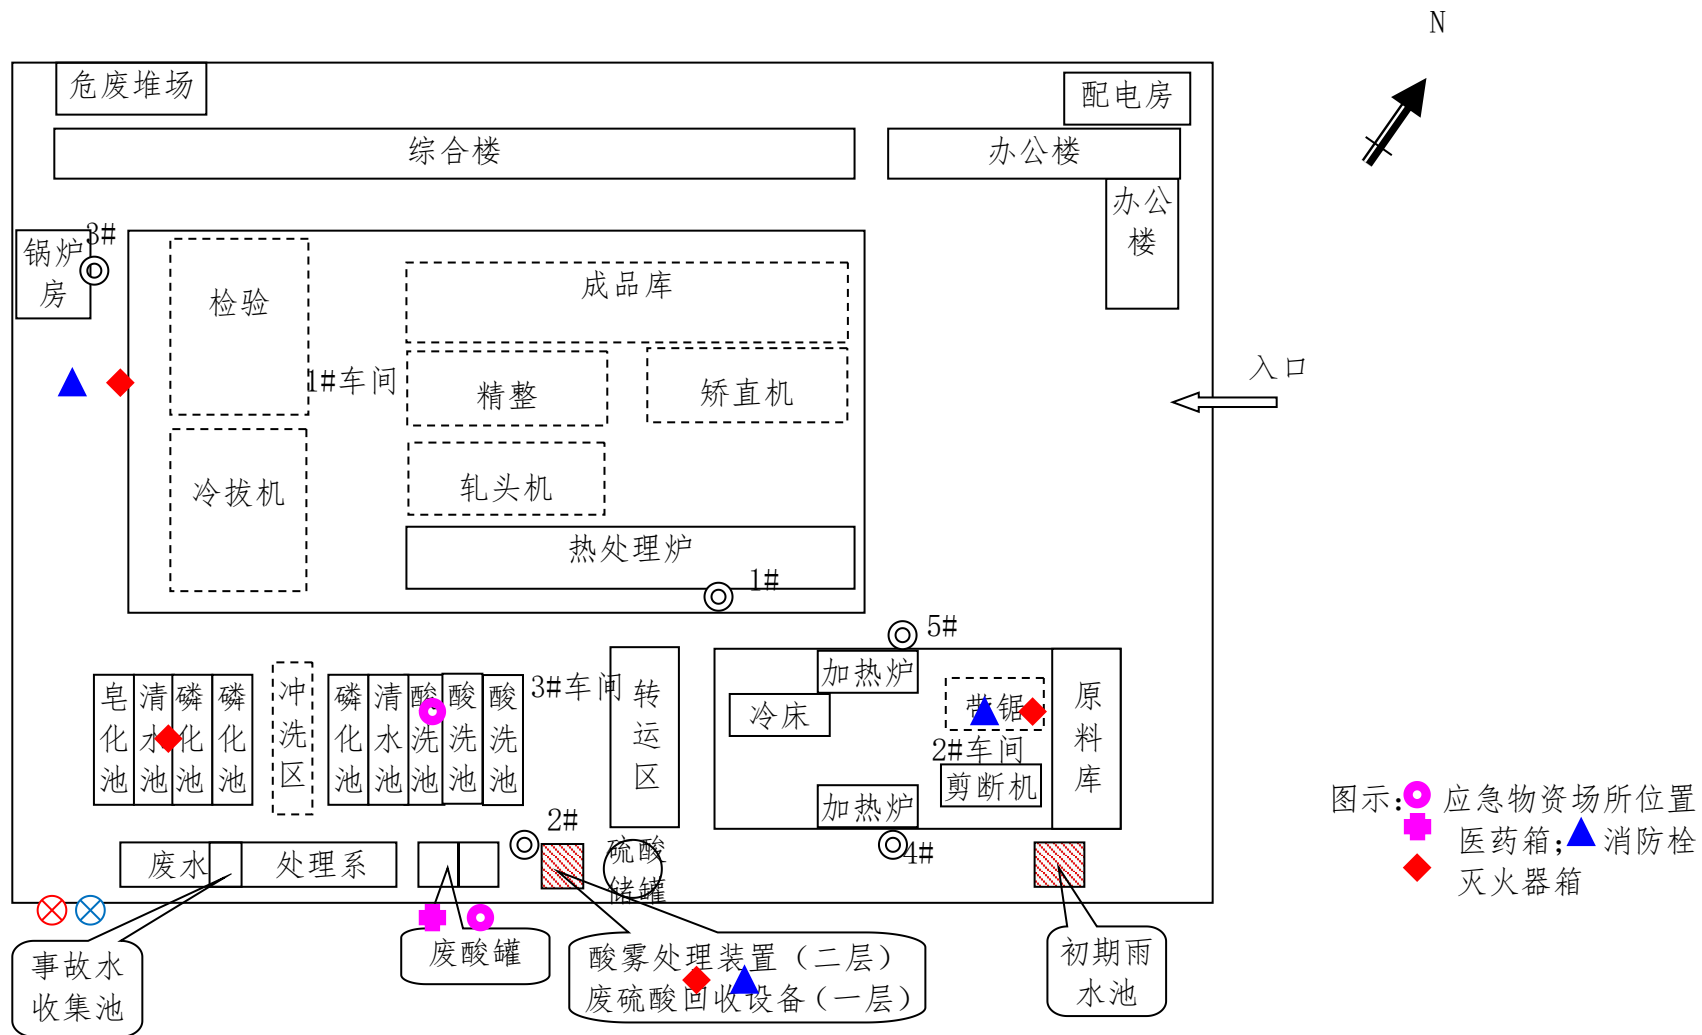 N
危废堆场
配电房
综合楼
办公楼
办公
楼
锅炉
房
3#
检验
成品库
1#车间
精整
矫直机
入口
冷拔机
轧头机
热处理炉
1#
5#
皂化池
清水池
磷化池
磷化池
冲洗区
磷化池
清水池
酸洗池
酸洗池
酸洗池
3#车间
转运区
加热炉
冷床
带锯
2#车间
剪断机
加热炉
原料库
图示:
应急物资场所位置
医药箱;
消防栓
灭火器箱
废水
处理系
2#
硫酸
储罐
4#
事故水
收集池
废酸罐
酸雾处理装置（二层）
废硫酸回收设备（一层）
初期雨
水池